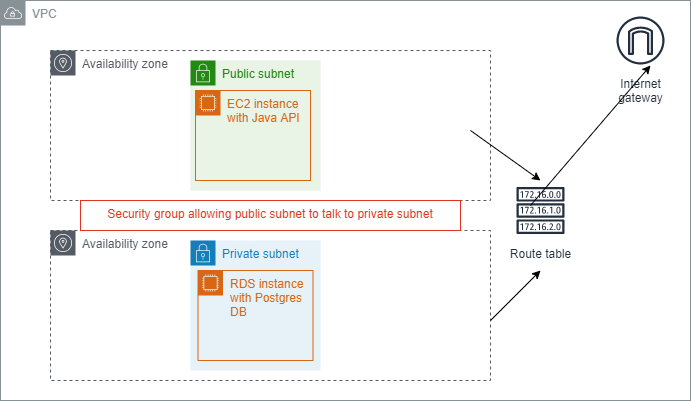 VPC
Availability zone
Public subnet
EC2 instance
with Java API
Internet
gateway
Security group allowing public subnet to talk to private subnet
172.16.0.0
172.16.1.0
172.16.2.0
Route table
Availability zone
Private subnet
RDS instance
with Postgres
DB